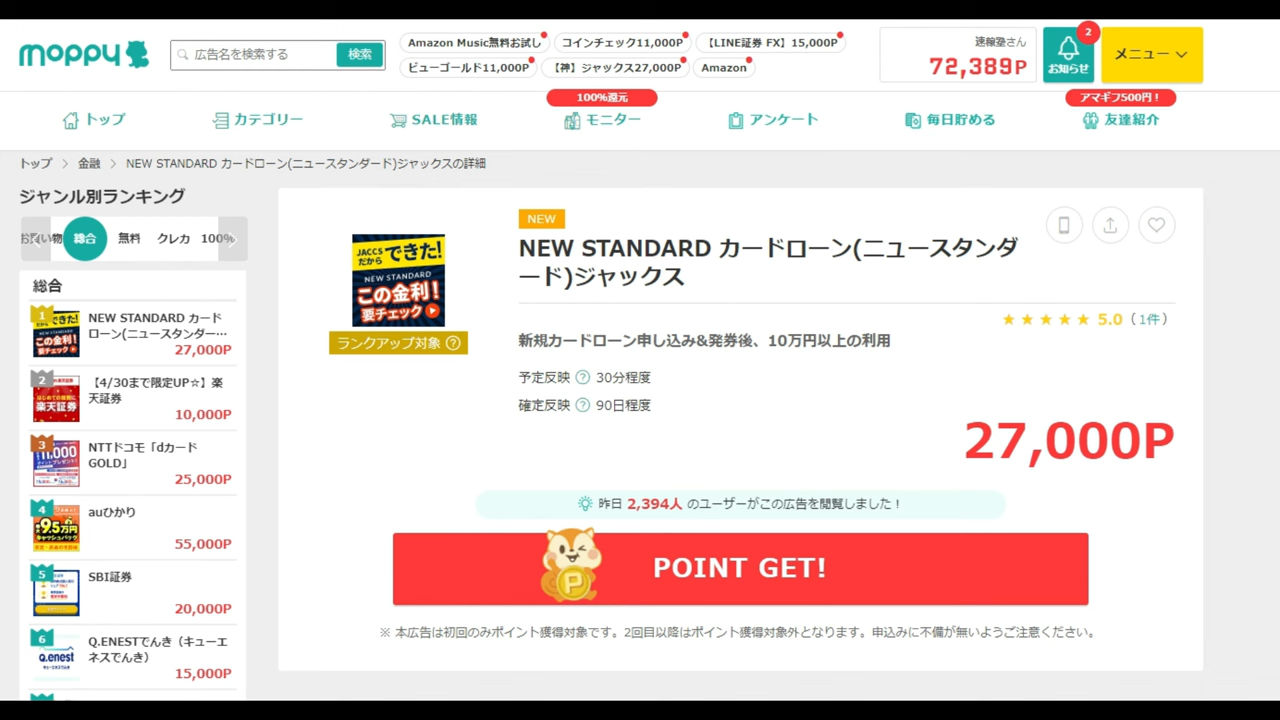 moppy
広告名を検索する
検索
Amazon Music無料お試し
コインチェック11,000P
【LINE証券 FX】15,000P
ビューゴールド11,000P
【神】ジャックス27,000P
Amazon
速稼塾さん
72,389P
2
お知らせ
メニュー
100%還元
アマギフ500円！
トップ
カテゴリー
SALE情報
モニター
アンケート
毎日貯める
友達紹介
トップ > 金融 > NEW STANDARD カードローン(ニュースタンダード)ジャックスの詳細
ジャンル別ランキング
お買い物
総合
無料
クレカ
100%
総合
1
NEW STANDARD カード
ローン(ニュースタンダー…
27,000P
2
【4/30まで限定UP☆】楽
天証券
10,000P
3
NTTドコモ「dカード
GOLD」
25,000P
4
auひかり
55,000P
5
SBI証券
20,000P
6
Q.ENESTでんき（キューエ
ネスでんき）
15,000P
Q.enest
JACCS
だから できた!
NEW STANDARD
この金利!
要チェック
ランクアップ対象 ?
NEW
NEW STANDARD カードローン(ニュースタンダ
ード)ジャックス
★ ★ ★ ★ ★ 5.0（1件）
新規カードローン申し込み&発券後、10万円以上の利用
予定反映 ? 30分程度
確定反映 ? 90日程度
27,000P
昨日 2,394人 のユーザーがこの広告を閲覧しました！
P
POINT GET!
※ 本広告は初回のみポイント獲得対象です。2回目以降はポイント獲得対象外となります。申込みに不備が無いようご注意ください。